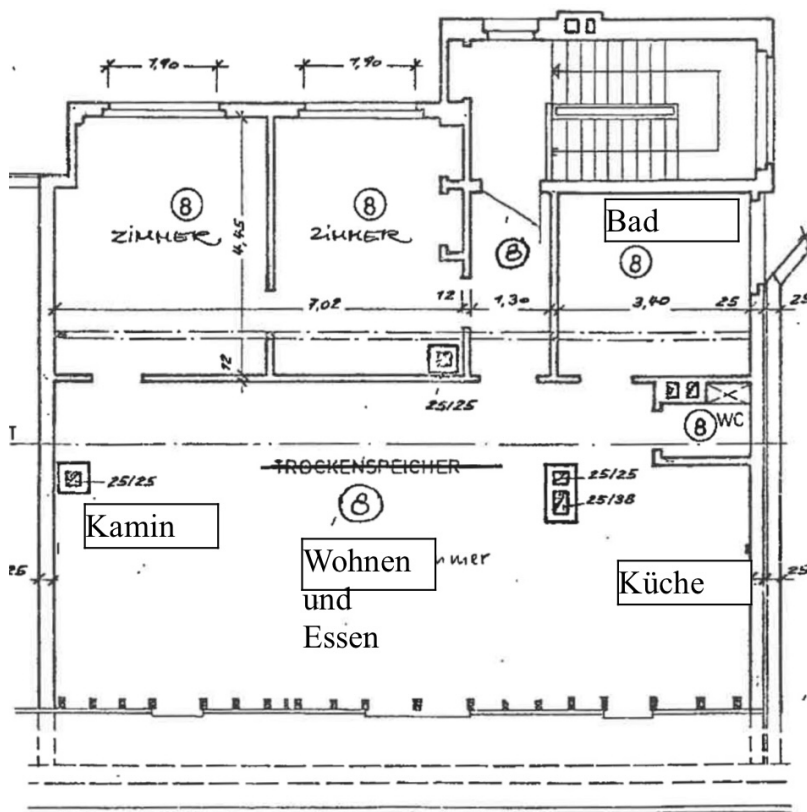 1,90 1,90
8 8 Bad
ZIMMER ZIMMER 8 8
4,45
7,02 12 1,30 3,40 25 25
12
25/25
8 WC
T
TROCKENSPEICHER
25/25 25/25
8 25/38
Kamin
Wohnen mer Küche
25 25
und
Essen